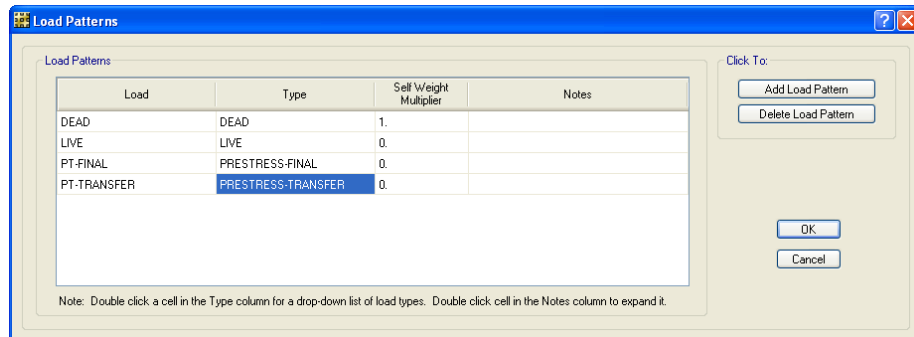 Load Patterns
Load Patterns
Click To:
Load Type Self Weight Multiplier Notes
Add Load Pattern
DEAD DEAD 1.
Delete Load Pattern
LIVE LIVE 0.
PT-FINAL PRESTRESS-FINAL 0.
PT-TRANSFER PRESTRESS-TRANSFER 0.
OK
Cancel
Note: Double click a cell in the Type column for a drop-down list of load types. Double click cell in the Notes column to expand it.